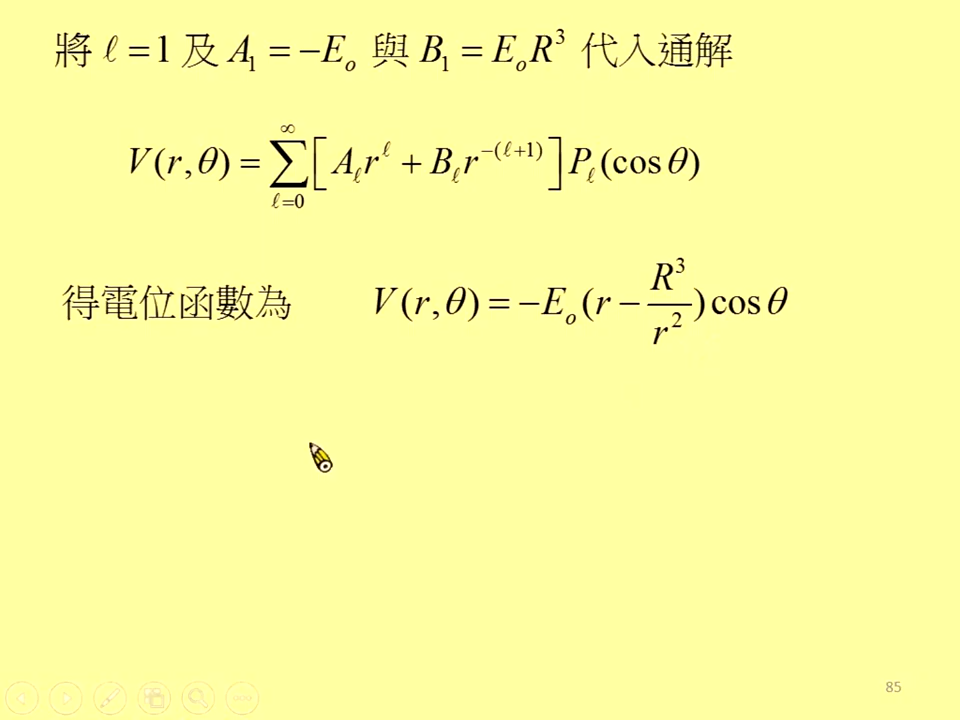 將 ℓ = 1 及 A₁ = −Eₒ 與 B₁ = EₒR³ 代入通解
V(r,θ) = ∑_{ℓ=0}^{∞} [A_ℓ r^ℓ + B_ℓ r^{−(ℓ+1)}] P_ℓ(cosθ)
得電位函數為 V(r,θ) = −Eₒ(r − R³/r²)cosθ
85